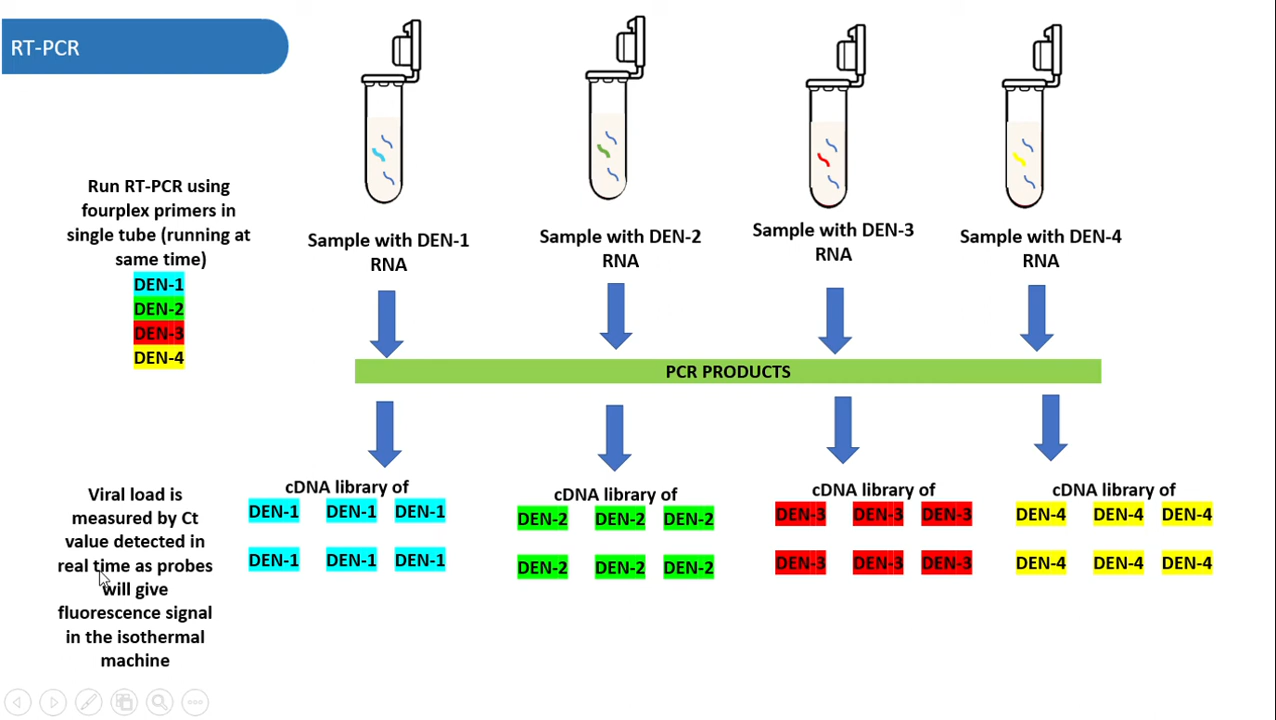 RT-PCR
Run RT-PCR using
fourplex primers in
single tube (running at
same time)
DEN-1
DEN-2
DEN-3
DEN-4
Sample with DEN-1
RNA
Sample with DEN-2
RNA
Sample with DEN-3
RNA
Sample with DEN-4
RNA
PCR PRODUCTS
Viral load is
measured by Ct
value detected in
real time as probes
will give
fluorescence signal
in the isothermal
machine
cDNA library of
DEN-1 DEN-1 DEN-1
DEN-1 DEN-1 DEN-1
cDNA library of
DEN-2 DEN-2 DEN-2
DEN-2 DEN-2 DEN-2
cDNA library of
DEN-3 DEN-3 DEN-3
DEN-3 DEN-3 DEN-3
cDNA library of
DEN-4 DEN-4 DEN-4
DEN-4 DEN-4 DEN-4